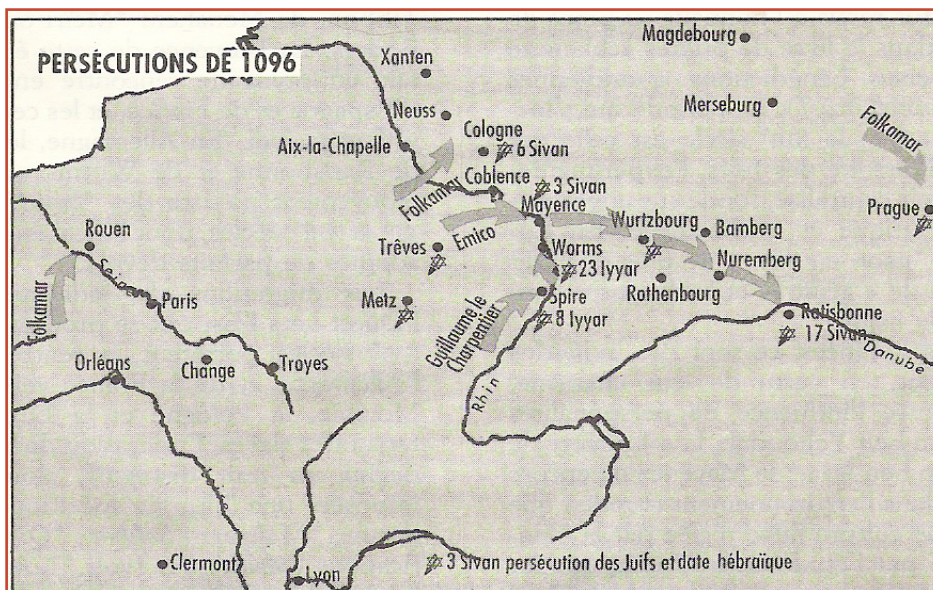 PERSÉCUTIONS DE 1096
Magdebourg
Xanten
Merseburg
Neuss
Folkamar
Cologne
6 Sivan
Aix-la-Chapelle
Coblence
3 Sivan
Folkamar
Mayence
Prague
Wurtzbourg
Bamberg
Rouen
Emico
Trêves
Worms
Nuremberg
23 Iyyar
Seine
Metz
Rothenbourg
Paris
Spire
Ratisbonne
Folkamar
Guillaume le
Charpentier
8 Iyyar
17 Sivan
Orléans
Change
Troyes
Danube
Rhin
Loire
Clermont
Lyon
3 Sivan persécution des Juifs et date hébraïque